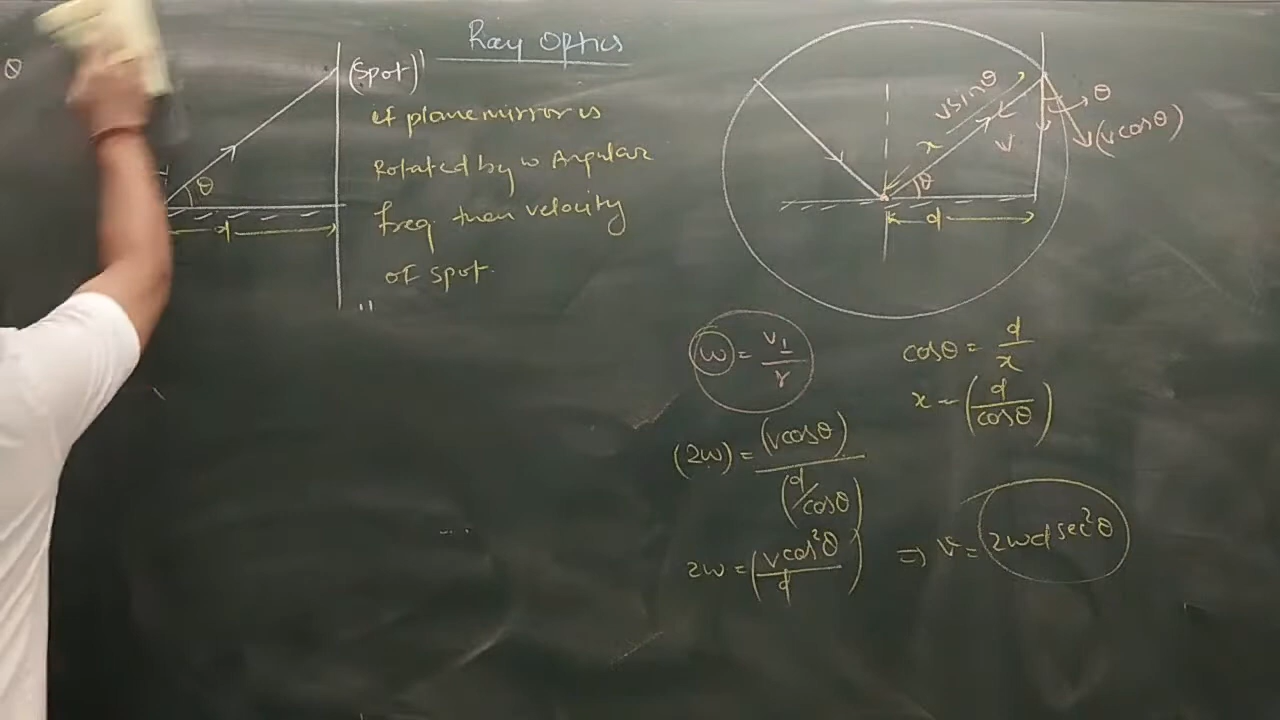 Ray Optics
θ
(Spot)"
θ
d
if plane mirror is
Rotated by ω Angular
freq. then velocity
of spot.
"
vsinθ
x
v
θ
θ
v(vcosθ)
d
ω = v⊥/r
cosθ = d/x
x = (d/cosθ)
(2ω) = (vcosθ)/(d/cosθ)
2ω = (vcos²θ/d)
⇒ v = 2ωd sec²θ